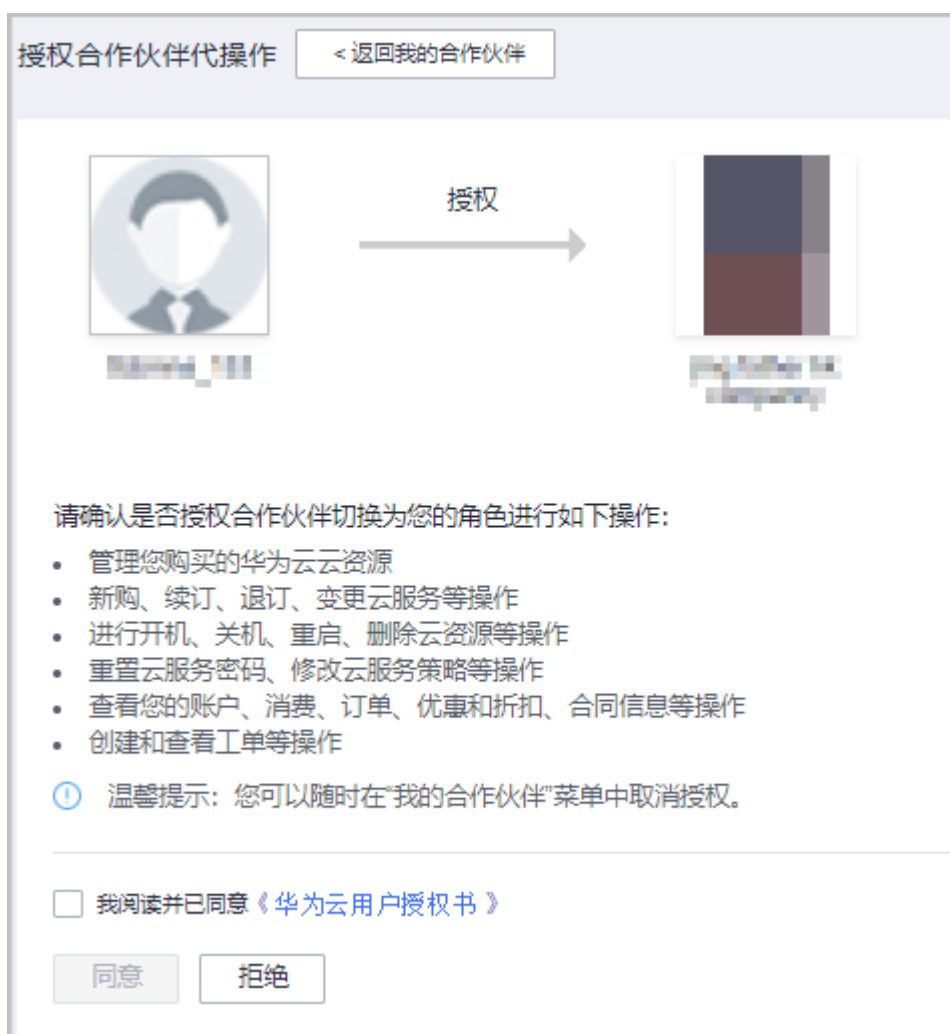 授权合作伙伴代操作
<返回我的合作伙伴
授权
请确认是否授权合作伙伴切换为您的角色进行如下操作：
• 管理您购买的华为云云资源
• 新购、续订、退订、变更云服务等操作
• 进行开机、关机、重启、删除云资源等操作
• 重置云服务密码、修改云服务策略等操作
• 查看您的账户、消费、订单、优惠和折扣、合同信息等操作
• 创建和查看工单等操作
温馨提示：您可以随时在“我的合作伙伴”菜单中取消授权。
我阅读并已同意《华为云用户授权书 》
同意
拒绝